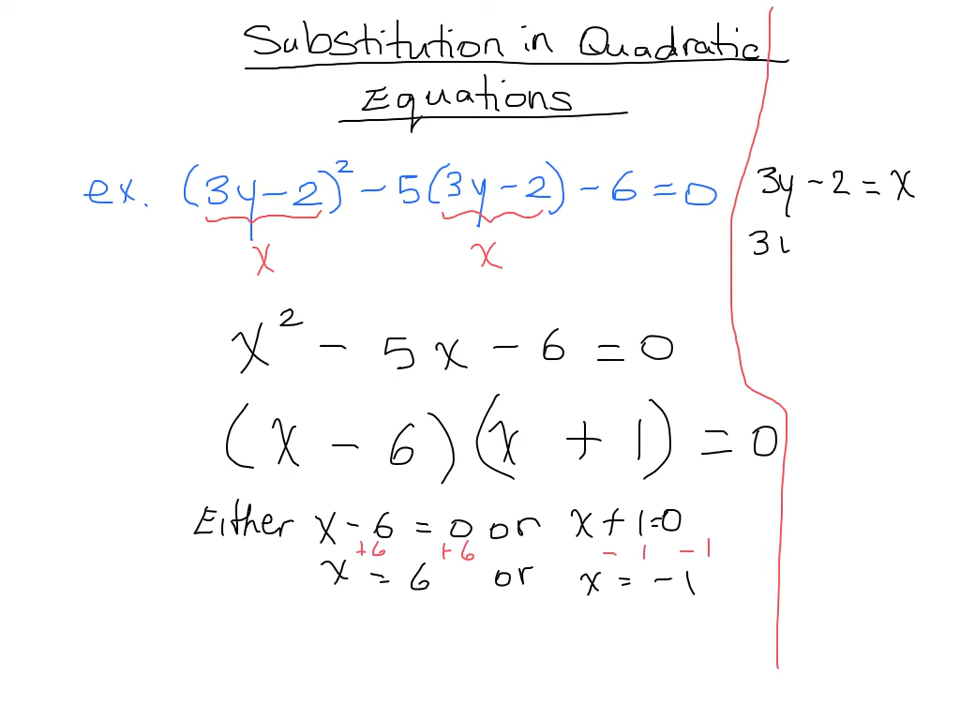 Substitution in Quadratic
Equations
ex. (3y-2)² - 5(3y-2) - 6 = 0
x x
x² - 5x - 6 = 0
(x - 6)(x + 1) = 0
Either x - 6 = 0 or x + 1 = 0
+6 +6 - 1 - 1
x = 6 or x = -1
3y - 2 = x
3